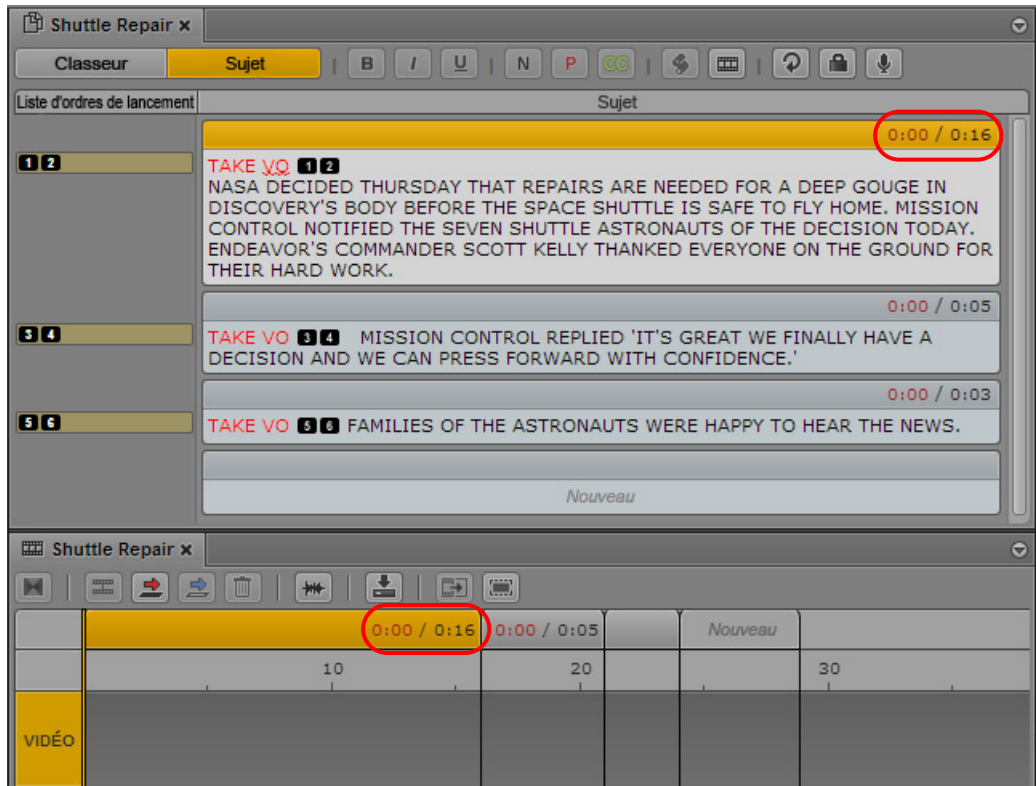 Shuttle Repair x
Classeur Sujet B I U N P CC
Liste d'ordres de lancement Sujet
0:00 / 0:16
1 2 TAKE VO 1 2
NASA DECIDED THURSDAY THAT REPAIRS ARE NEEDED FOR A DEEP GOUGE IN
DISCOVERY'S BODY BEFORE THE SPACE SHUTTLE IS SAFE TO FLY HOME. MISSION
CONTROL NOTIFIED THE SEVEN SHUTTLE ASTRONAUTS OF THE DECISION TODAY.
ENDEAVOR'S COMMANDER SCOTT KELLY THANKED EVERYONE ON THE GROUND FOR
THEIR HARD WORK.
0:00 / 0:05
3 4 TAKE VO 3 4 MISSION CONTROL REPLIED 'IT'S GREAT WE FINALLY HAVE A
DECISION AND WE CAN PRESS FORWARD WITH CONFIDENCE.'
0:00 / 0:03
5 6 TAKE VO 5 6 FAMILIES OF THE ASTRONAUTS WERE HAPPY TO HEAR THE NEWS.
Nouveau
Shuttle Repair x
0:00 / 0:16 0:00 / 0:05 Nouveau
10 20 30
VIDÉO